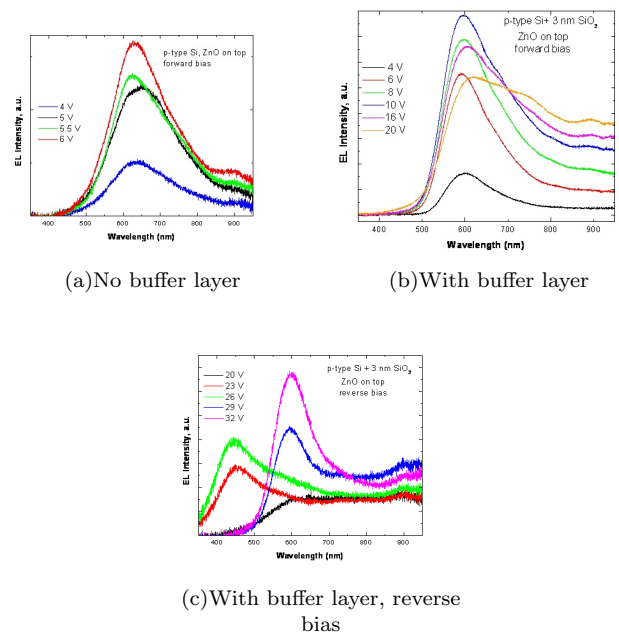 p-type Si, ZnO on top
forward bias
4 V
5 V
5.5 V
6 V
EL Intensity, a.u.
400 500 600 700 800 900
Wavelength (nm)
(a)No buffer layer
p-type Si+ 3 nm SiO2
ZnO on top
forward bias
4 V
6 V
8 V
10 V
16 V
20 V
EL Intensity, a.u.
400 500 600 700 800 900
Wavelength (nm)
(b)With buffer layer
p-type Si + 3 nm SiO2
ZnO on top
reverse bias
20 V
23 V
26 V
29 V
32 V
EL Intensity, a.u.
400 500 600 700 800 900
Wavelength (nm)
(c)With buffer layer, reverse
bias